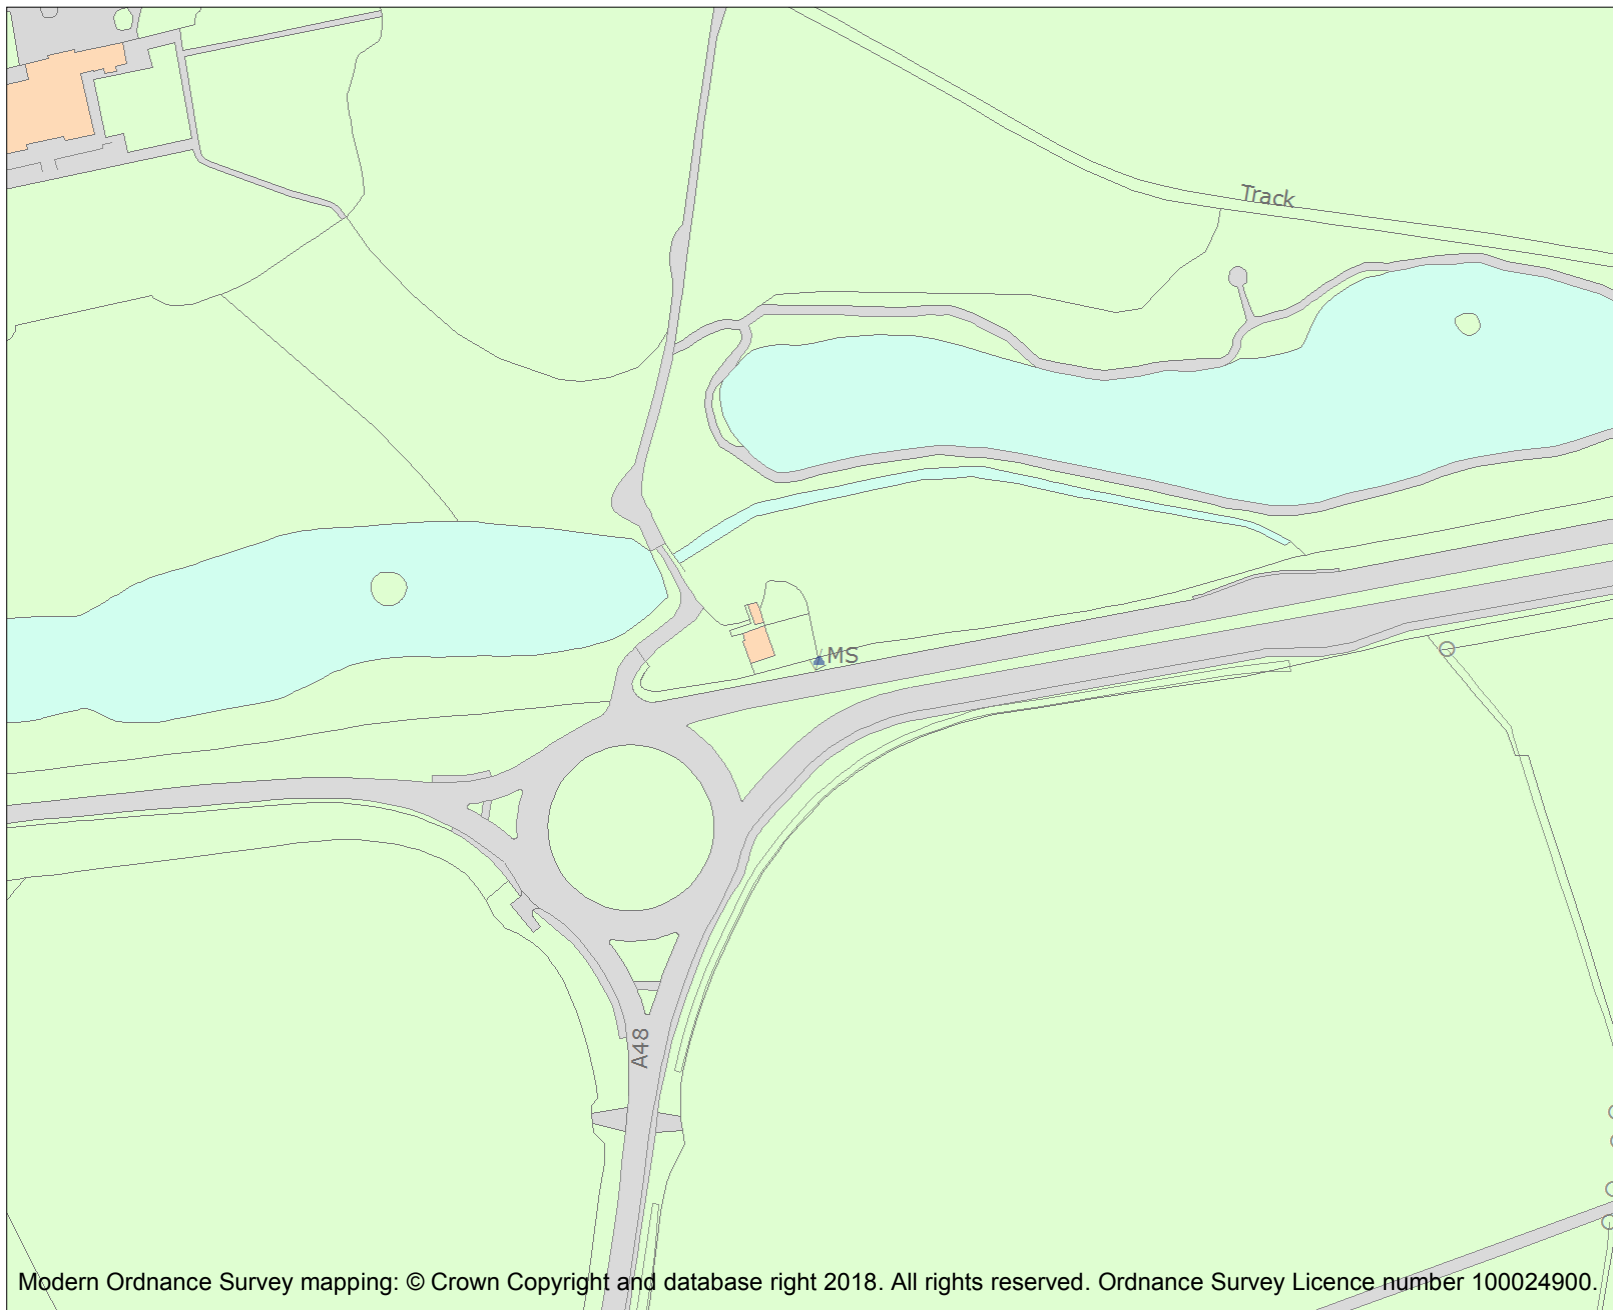 Track
MS
A48
Modern Ordnance Survey mapping: © Crown Copyright and database right 2018. All rights reserved. Ordnance Survey Licence number 100024900.